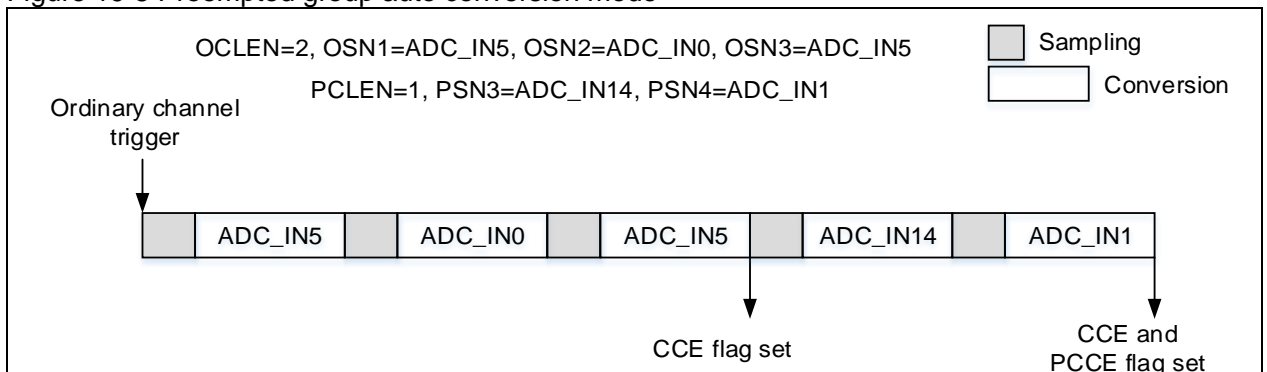 Figure Preempted group auto conversion mode
OCLEN=2, OSN1=ADC_IN5, OSN2=ADC_IN0, OSN3=ADC_IN5
PCLEN=1, PSN3=ADC_IN14, PSN4=ADC_IN1
Sampling
Conversion
Ordinary channel
trigger
ADC_IN5 ADC_IN0 ADC_IN5 ADC_IN14 ADC_IN1
CCE flag set
CCE and
PCCE flag set